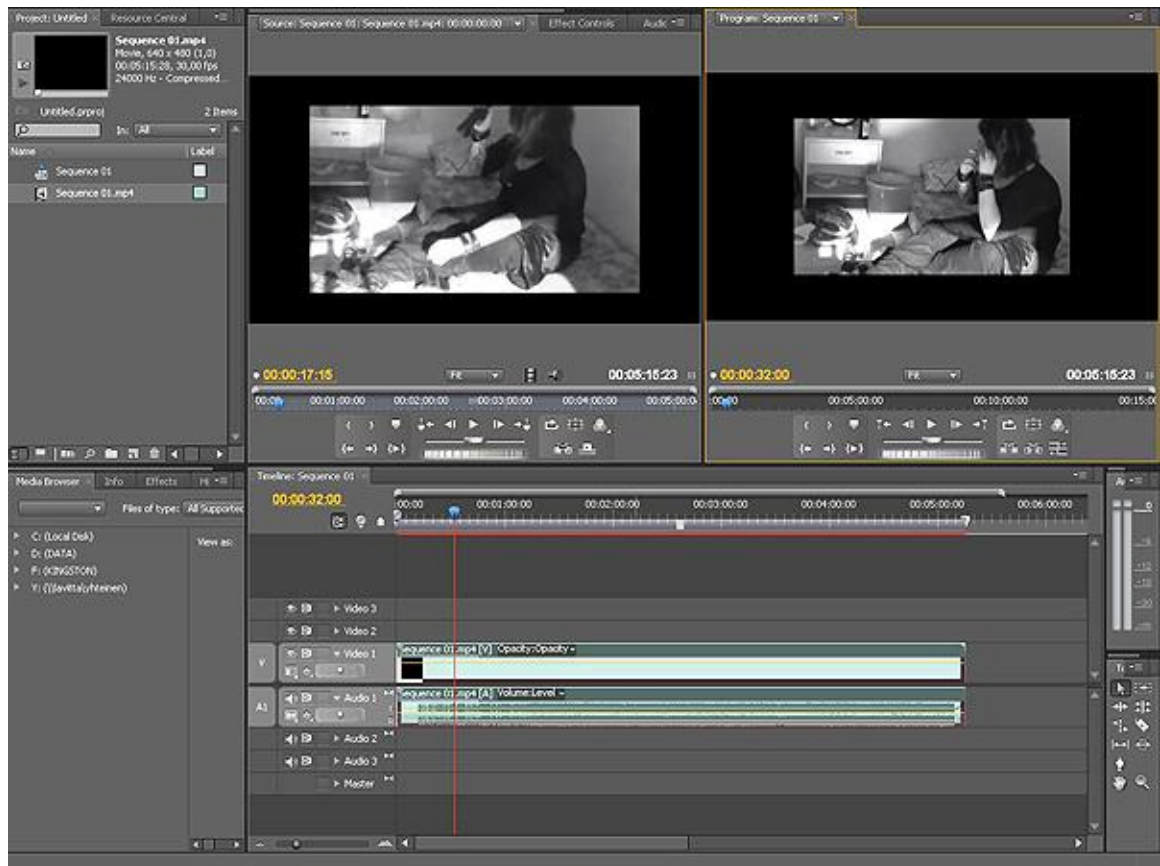 Project: Untitled
Resource Central
Sequence 01.mp4
Movie, 640 x 480 (1,0)
00:05:15:28, 30,00 fps
24000 Hz - Compressed...
Untitled.prproj
2 Items
In: All
Name
Label
Sequence 01
Sequence 01.mp4
Source: Sequence 01: Sequence 01.mp4: 00:00:00:00
Effect Controls
00:00:17:15
Fit
00:05:15:23
00:01:00:00
00:02:00:00
00:03:00:00
00:04:00:00
Program: Sequence 01
00:00:32:00
Fit
00:05:15:23
00:05:00:00
00:10:00:00
Media Browser
Info
Effects
Files of type: All Supported
C: (Local Disk)
D: (DATA)
F: (KINGSTON)
View as:
Timeline: Sequence 01
00:00:32:00
00:00
00:01:00:00
00:02:00:00
00:03:00:00
00:04:00:00
00:05:00:00
00:06:00:00
Video 3
Video 2
V
Video 1
Sequence 01.mp4 [V] Opacity:Opacity
A1
Audio 1
Sequence 01.mp4 [A] Volume:Level
Audio 2
Audio 3
Master